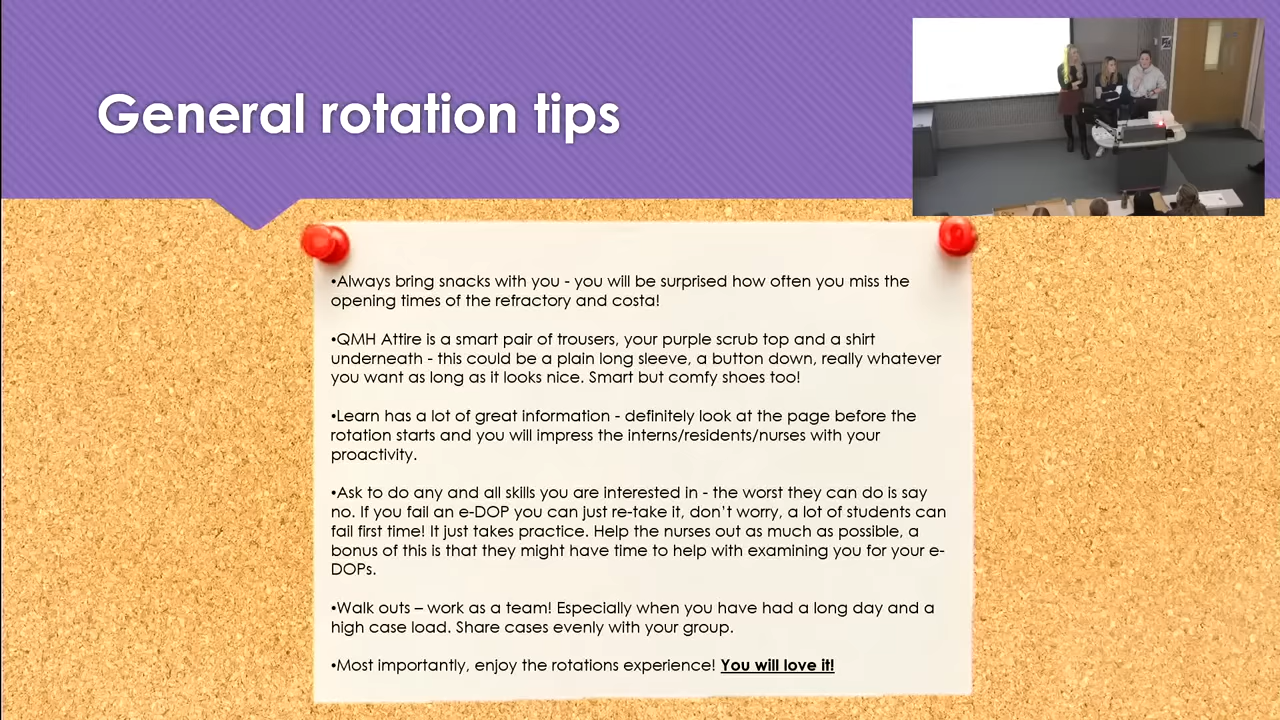 General rotation tips
•Always bring snacks with you - you will be surprised how often you miss the
opening times of the refractory and costa!
•QMH Attire is a smart pair of trousers, your purple scrub top and a shirt
underneath - this could be a plain long sleeve, a button down, really whatever
you want as long as it looks nice. Smart but comfy shoes too!
•Learn has a lot of great information - definitely look at the page before the
rotation starts and you will impress the interns/residents/nurses with your
proactivity.
•Ask to do any and all skills you are interested in - the worst they can do is say
no. If you fail an e-DOP you can just re-take it, don’t worry, a lot of students can
fail first time! It just takes practice. Help the nurses out as much as possible, a
bonus of this is that they might have time to help with examining you for your e-
DOPs.
•Walk outs – work as a team! Especially when you have had a long day and a
high case load. Share cases evenly with your group.
•Most importantly, enjoy the rotations experience! You will love it!